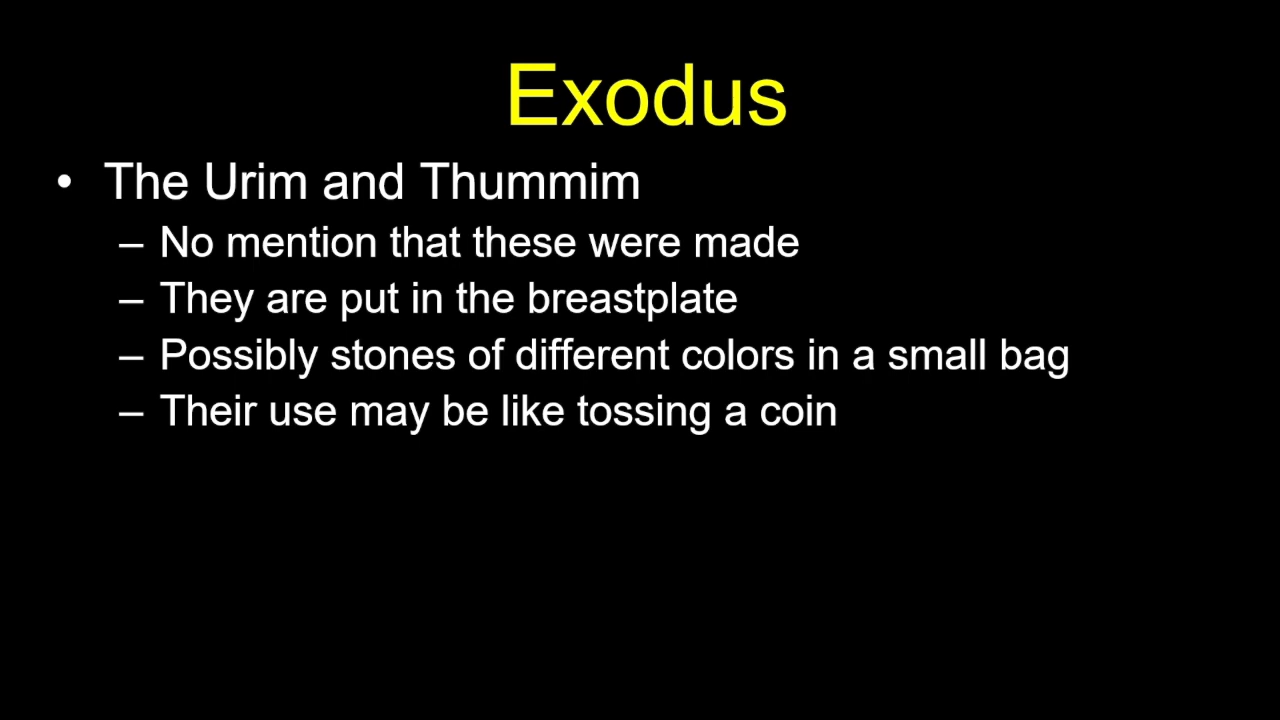 Exodus
• The Urim and Thummim
– No mention that these were made
– They are put in the breastplate
– Possibly stones of different colors in a small bag
– Their use may be like tossing a coin